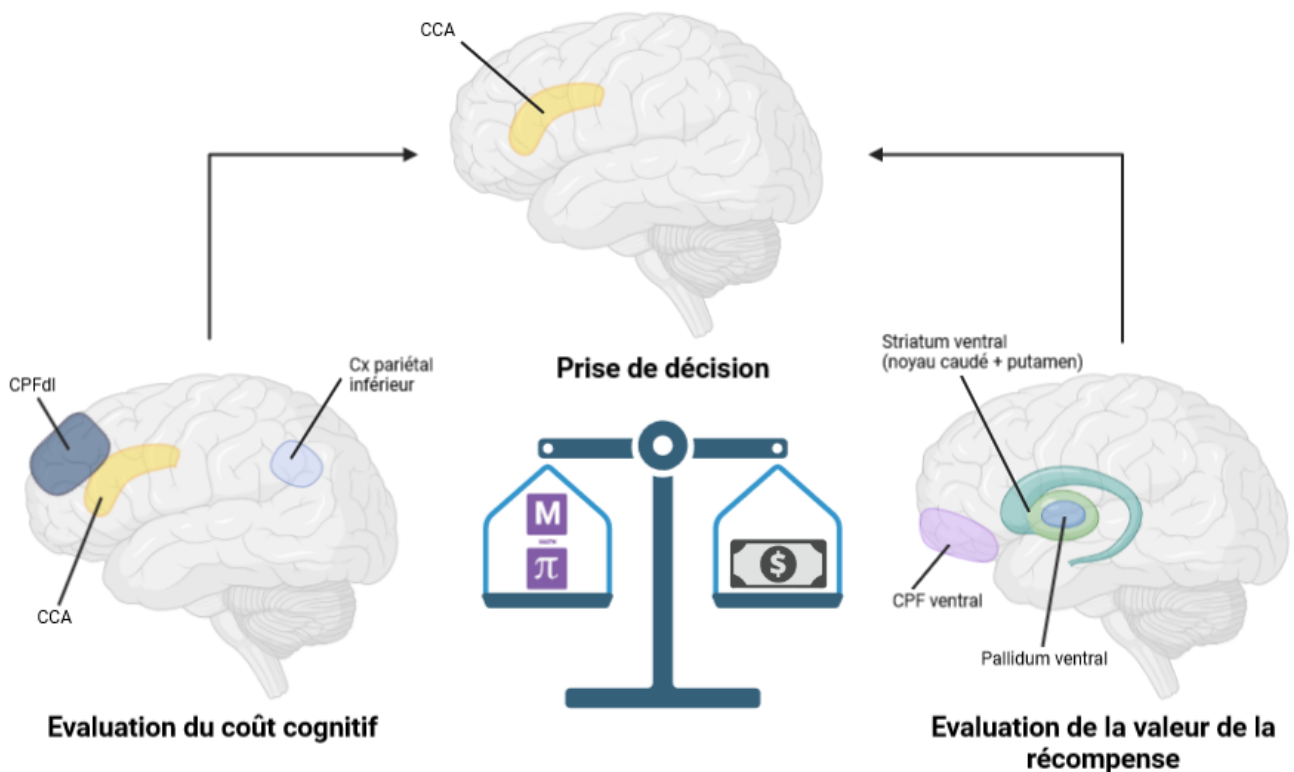 CCA
Prise de décision
CPFdl
Cx pariétal
inférieur
CCA
Evaluation du coût cognitif
M
π
$
Striatum ventral
(noyau caudé + putamen)
CPF ventral
Pallidum ventral
Evaluation de la valeur de la
récompense